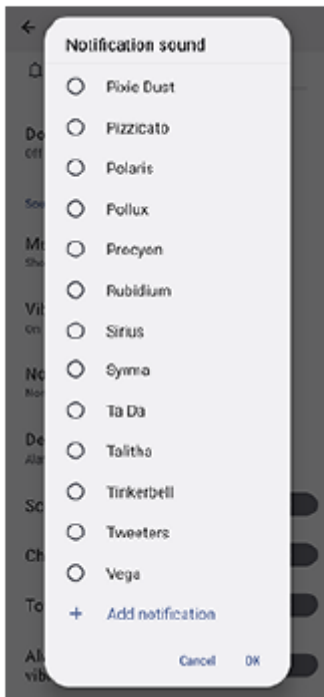 Notification sound
Pixie Dust
Pizzicato
Polaris
Pollux
Procyon
Rubidium
Sirius
Syrma
Ta Da
Talitha
Tinkerbell
Tweeters
Vega
+ Add notification
Cancel OK